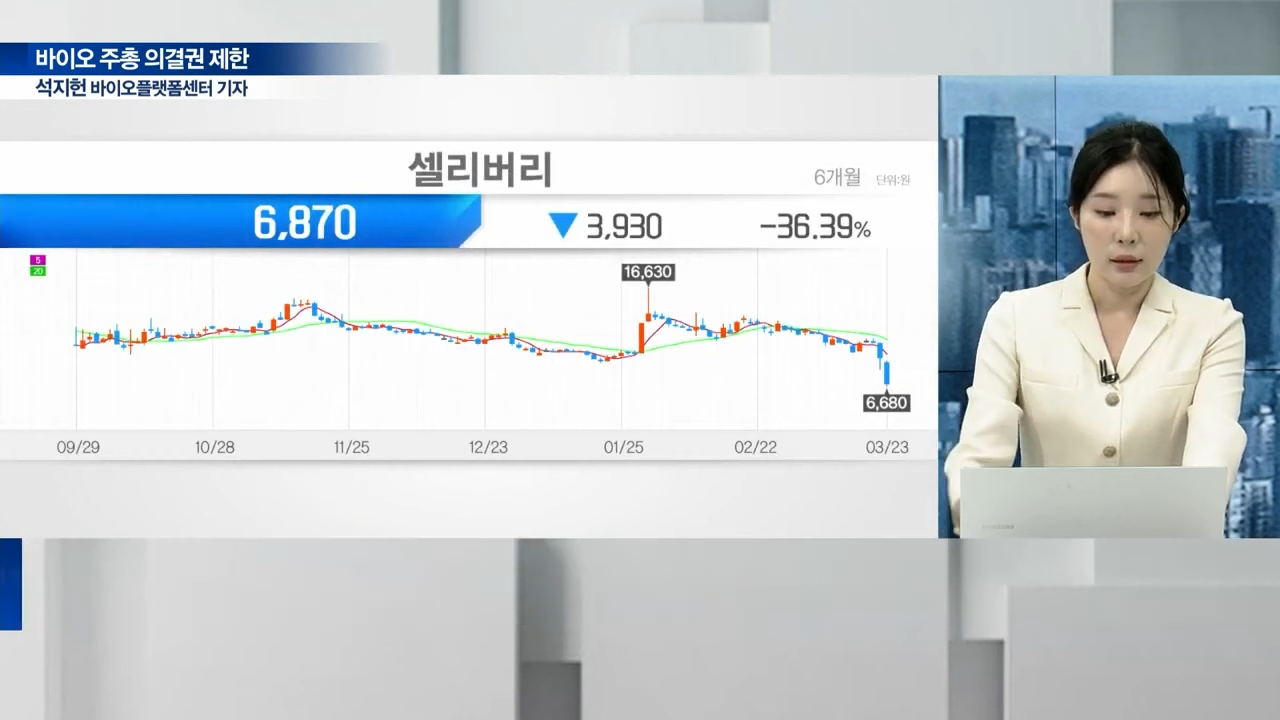 바이오 주총 의결권 제한
석지헌 바이오플랫폼센터 기자
셀리버리
6개월 단위:원
6,870 ▼ 3,930 -36.39%
5
20
16,630
6,680
09/29 10/28 11/25 12/23 01/25 02/22 03/23